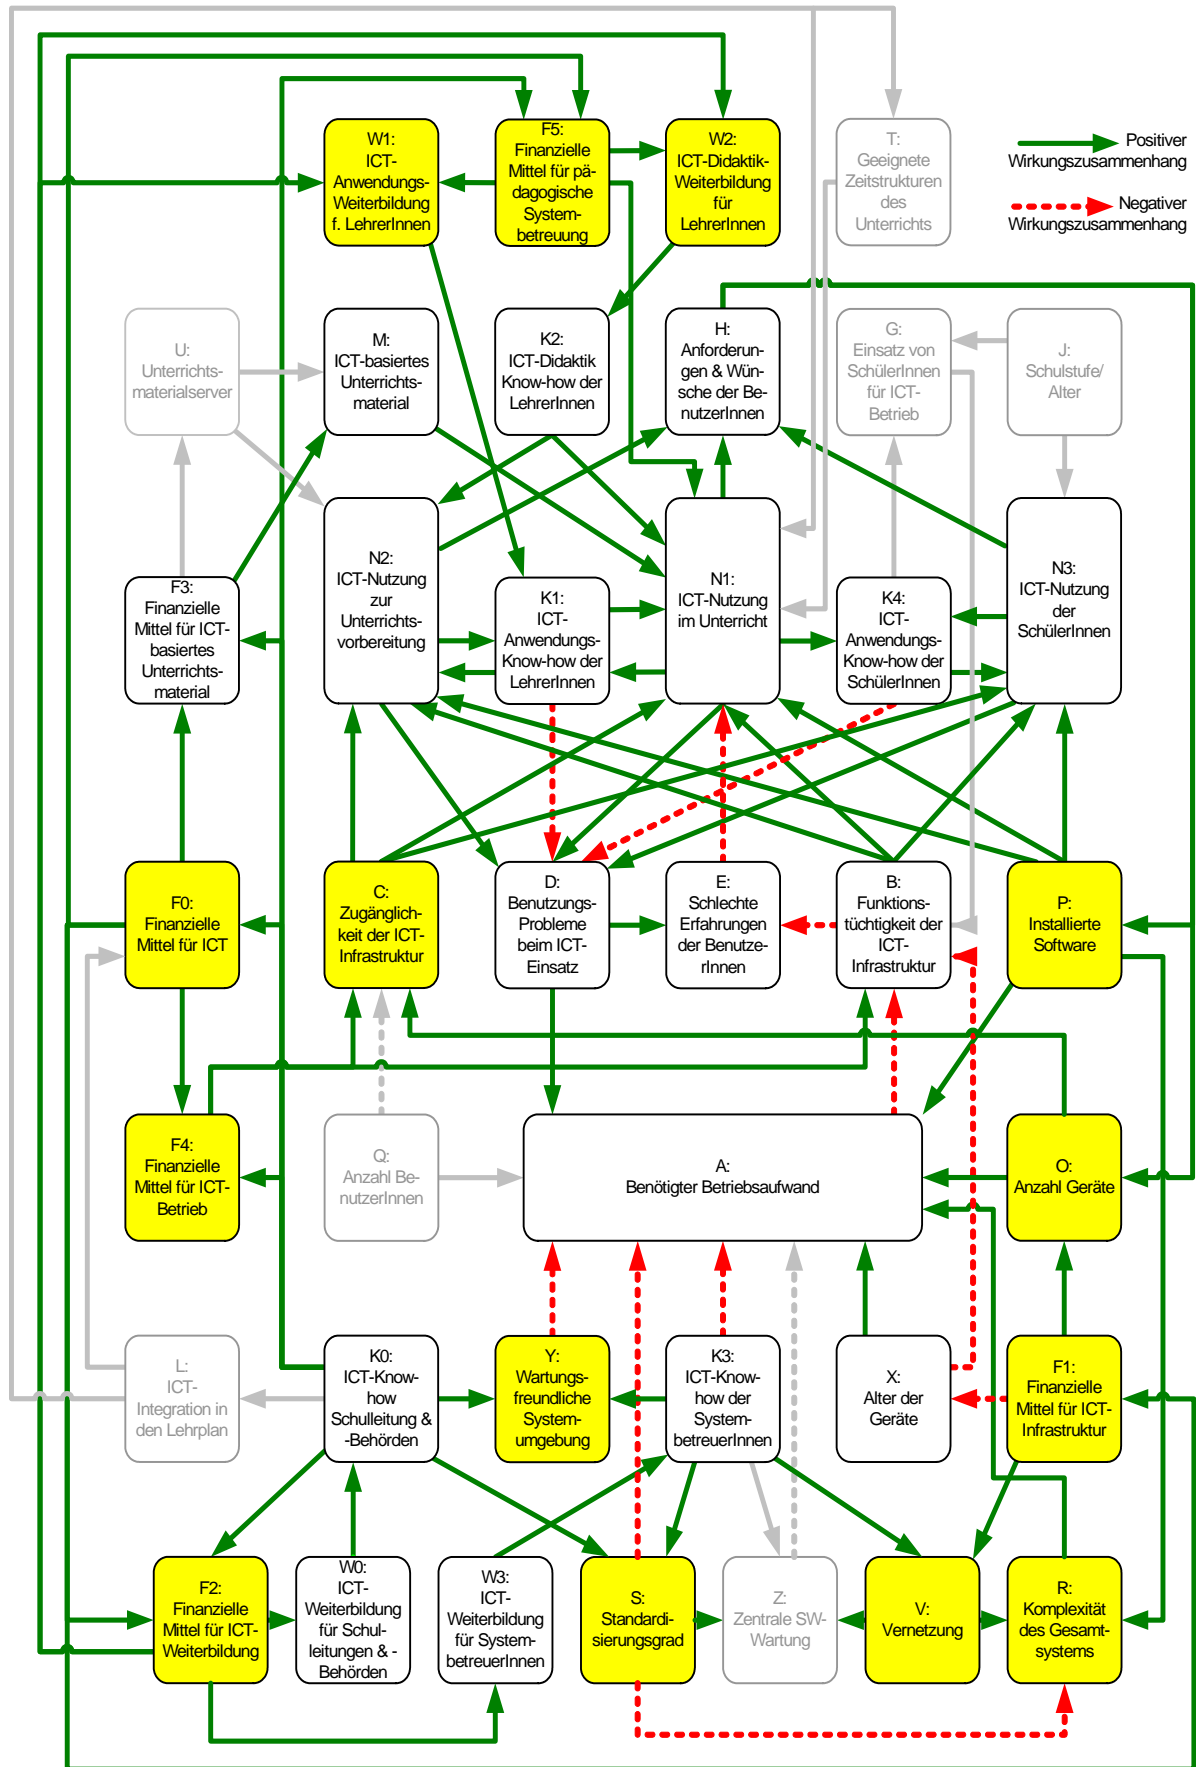 W1:
ICT-
Anwendungs-
Weiterbildung
f. LehrerInnen
F5:
Finanzielle
Mittel für pä-
dagogische
System-
betreuung
W2:
ICT-Didaktik-
Weiterbildung
für
LehrerInnen
T:
Geeignete
Zeitstrukturen
des
Unterrichts
Positiver
Wirkungszusammenhang
Negativer
Wirkungszusammenhang
U:
Unterrichts-
materialserver
M:
ICT-basiertes
Unterrichts-
material
K2:
ICT-Didaktik
Know-how der
LehrerInnen
H:
Anforderun-
gen & Wün-
sche der Be-
nutzerInnen
G:
Einsatz von
SchülerInnen
für ICT-
Betrieb
J:
Schulstufe/
Alter
F3:
Finanzielle
Mittel für ICT-
basiertes
Unterrichts-
material
N2:
ICT-Nutzung
zur
Unterrichts-
vorbereitung
K1:
ICT-
Anwendungs-
Know-how der
LehrerInnen
N1:
ICT-Nutzung
im Unterricht
K4:
ICT-
Anwendungs-
Know-how der
SchülerInnen
N3:
ICT-Nutzung
der
SchülerInnen
F0:
Finanzielle
Mittel für ICT
C:
Zugänglich-
keit der ICT-
Infrastruktur
D:
Benutzungs-
Probleme
beim ICT-
Einsatz
E:
Schlechte
Erfahrungen
der Benutze-
rInnen
B:
Funktions-
tüchtigkeit der
ICT-
Infrastruktur
P:
Installierte
Software
F4:
Finanzielle
Mittel für ICT-
Betrieb
Q:
Anzahl Be-
nutzerInnen
A:
Benötigter Betriebsaufwand
O:
Anzahl Geräte
L:
ICT-
Integration in
den Lehrplan
K0:
ICT-Know-
how
Schulleitung &
-Behörden
Y:
Wartungs-
freundliche
System-
umgebung
K3:
ICT-Know-
how der
System-
betreuerInnen
X:
Alter der
Geräte
F1:
Finanzielle
Mittel für ICT-
Infrastruktur
F2:
Finanzielle
Mittel für ICT-
Weiterbildung
W0:
ICT-
Weiterbildung
für Schul-
leitungen & -
Behörden
W3:
ICT-
Weiterbildung
für System-
betreuerInnen
S:
Standardi-
sierungsgrad
Z:
Zentrale SW-
Wartung
V:
Vernetzung
R:
Komplexität
des Gesamt-
systems